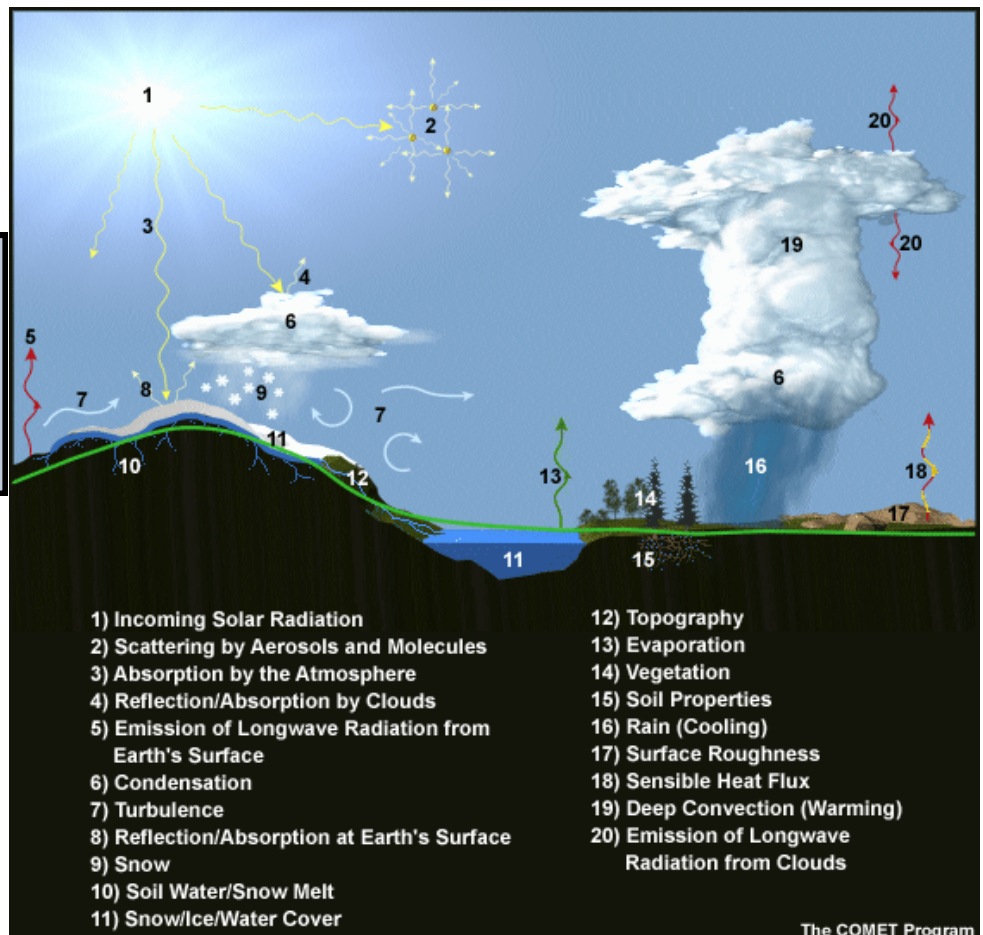 1
2
20
3
19
20
4
6
5
8
9
7
7
6
11
10
12
13
14
16
18
17
11
15
1) Incoming Solar Radiation
2) Scattering by Aerosols and Molecules
3) Absorption by the Atmosphere
4) Reflection/Absorption by Clouds
5) Emission of Longwave Radiation from
Earth's Surface
6) Condensation
7) Turbulence
8) Reflection/Absorption at Earth's Surface
9) Snow
10) Soil Water/Snow Melt
11) Snow/Ice/Water Cover
12) Topography
13) Evaporation
14) Vegetation
15) Soil Properties
16) Rain (Cooling)
17) Surface Roughness
18) Sensible Heat Flux
19) Deep Convection (Warming)
20) Emission of Longwave
Radiation from Clouds
The COMET Program